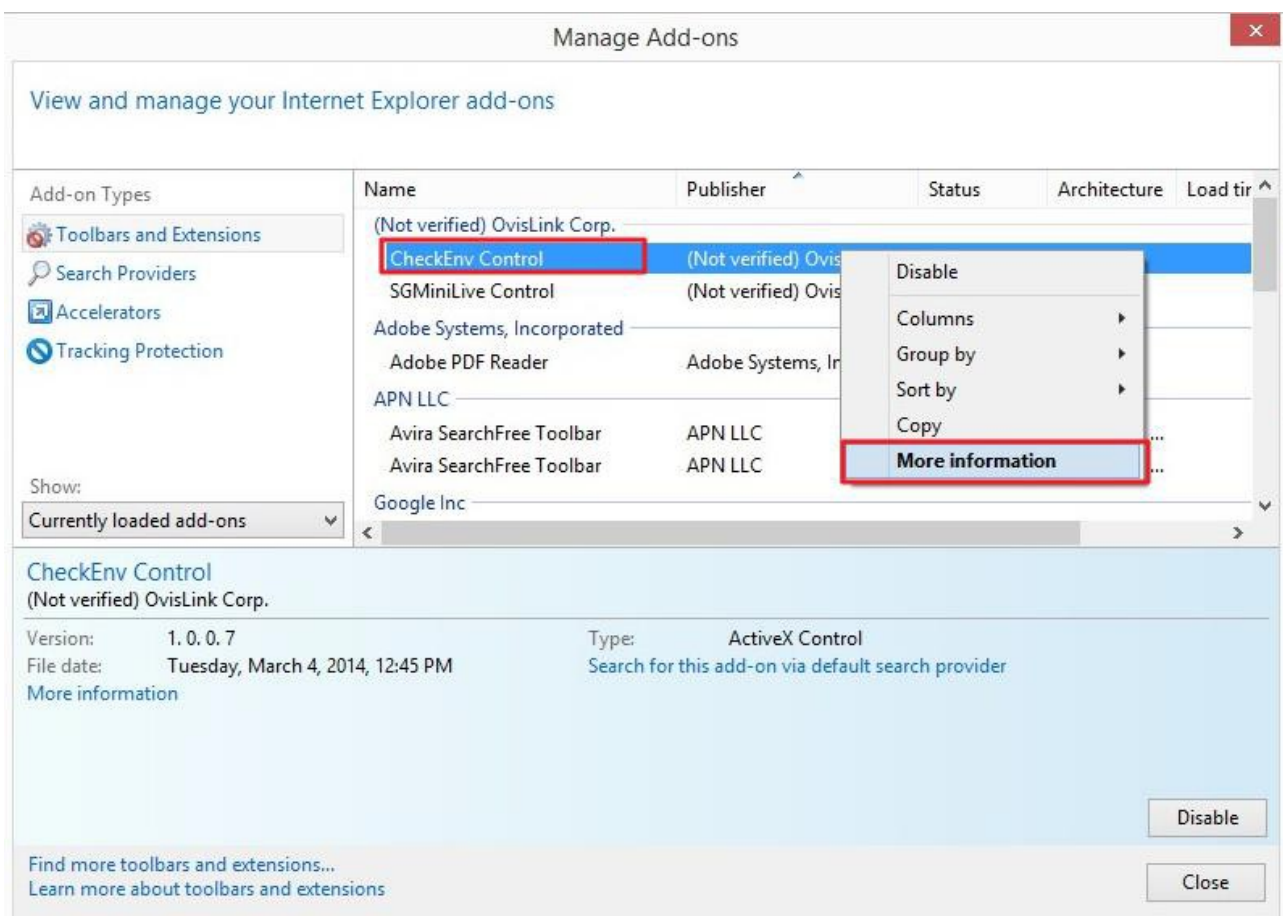 Manage Add-ons
View and manage your Internet Explorer add-ons
Add-on Types
Toolbars and Extensions
Search Providers
Accelerators
Tracking Protection
Show:
Currently loaded add-ons
Name Publisher Status Architecture Load tir
(Not verified) OvisLink Corp.
CheckEnv Control (Not verified) Ovis
SGMiniLive Control (Not verified) Ovis
Adobe Systems, Incorporated
Adobe PDF Reader Adobe Systems, Ir
APN LLC
Avira SearchFree Toolbar APN LLC ...
Avira SearchFree Toolbar APN LLC ...
Google Inc
Disable
Columns
Group by
Sort by
Copy
More information
CheckEnv Control
(Not verified) OvisLink Corp.
Version: 1. 0. 0. 7 Type: ActiveX Control
File date: Tuesday, March 4, 2014, 12:45 PM Search for this add-on via default search provider
More information
Disable
Find more toolbars and extensions...
Learn more about toolbars and extensions
Close